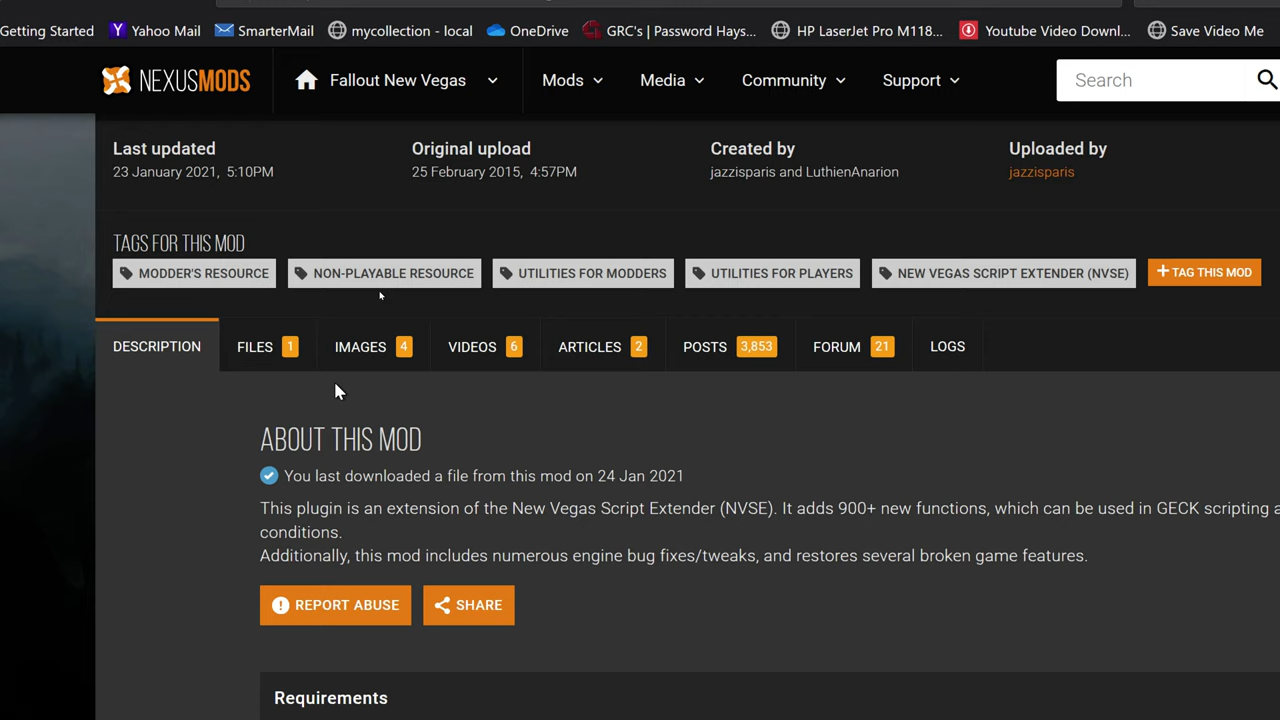 Getting Started Yahoo Mail SmarterMail mycollection - local OneDrive GRC's | Password Hays... HP LaserJet Pro M118... Youtube Video Downl... Save Video Me
NEXUSMODS Fallout New Vegas Mods Media Community Support Search
Last updated Original upload Created by Uploaded by
23 January 2021, 5:10PM 25 February 2015, 4:57PM jazzisparis and LuthienAnarion jazzisparis
TAGS FOR THIS MOD
MODDER'S RESOURCE NON-PLAYABLE RESOURCE UTILITIES FOR MODDERS UTILITIES FOR PLAYERS NEW VEGAS SCRIPT EXTENDER (NVSE) + TAG THIS MOD
DESCRIPTION FILES 1 IMAGES 4 VIDEOS 6 ARTICLES 2 POSTS 3,853 FORUM 21 LOGS
ABOUT THIS MOD
You last downloaded a file from this mod on 24 Jan 2021
This plugin is an extension of the New Vegas Script Extender (NVSE). It adds 900+ new functions, which can be used in GECK scripting
conditions.
Additionally, this mod includes numerous engine bug fixes/tweaks, and restores several broken game features.
REPORT ABUSE SHARE
Requirements